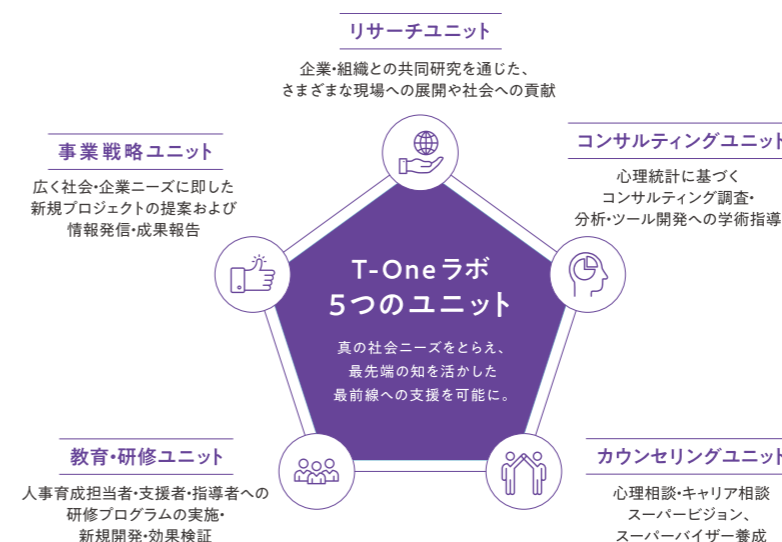 リサーチユニット
企業・組織との共同研究を通じた、
さまざまな現場への展開や社会への貢献
事業戦略ユニット
広く社会・企業ニーズに即した
新規プロジェクトの提案および
情報発信・成果報告
コンサルティングユニット
心理統計に基づく
コンサルティング調査・
分析・ツール開発への学術指導
T-Oneラボ
5つのユニット
真の社会ニーズをとらえ、
最先端の知を活かした
最前線への支援を可能に。
教育・研修ユニット
人事育成担当者・支援者・指導者への
研修プログラムの実施・
新規開発・効果検証
カウンセリングユニット
心理相談・キャリア相談
スーパービジョン、
スーパーバイザー養成